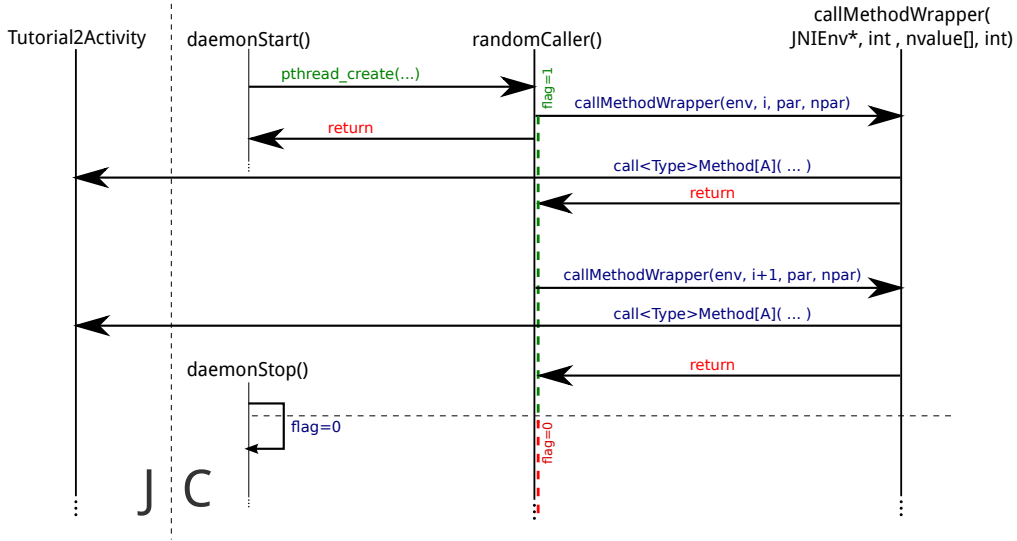 callMethodWrapper(
Tutorial2Activity
daemonStart()
randomCaller()
JNIEnv*, int , nvalue[], int)
pthread_create(...)
flag=1
callMethodWrapper(env, i, par, npar)
return
call<Type>Method[A]( ... )
return
callMethodWrapper(env, i+1, par, npar)
call<Type>Method[A]( ... )
return
daemonStop()
flag=0
flag=0
J
C